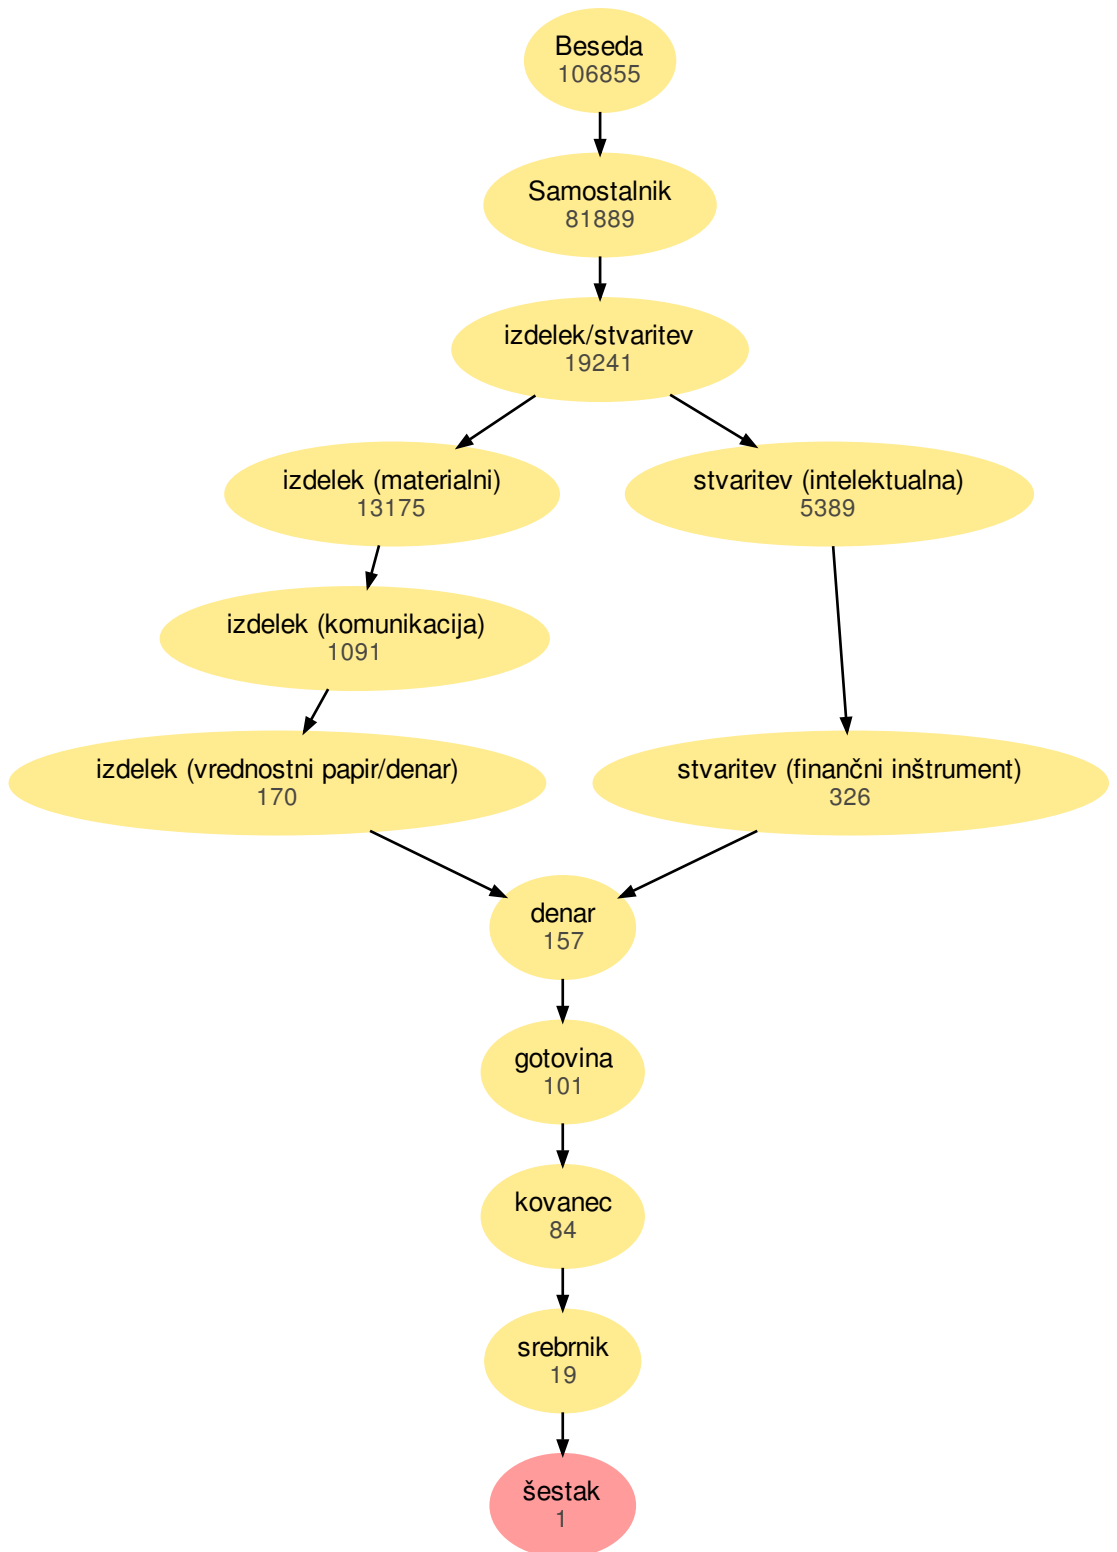 Beseda
106855
Samostalnik
81889
izdelek/stvaritev
19241
izdelek (materialni)
13175
stvaritev (intelektualna)
5389
izdelek (komunikacija)
1091
izdelek (vrednostni papir/denar)
170
stvaritev (finančni inštrument)
326
denar
157
gotovina
101
kovanec
84
srebrnik
19
šestak
1